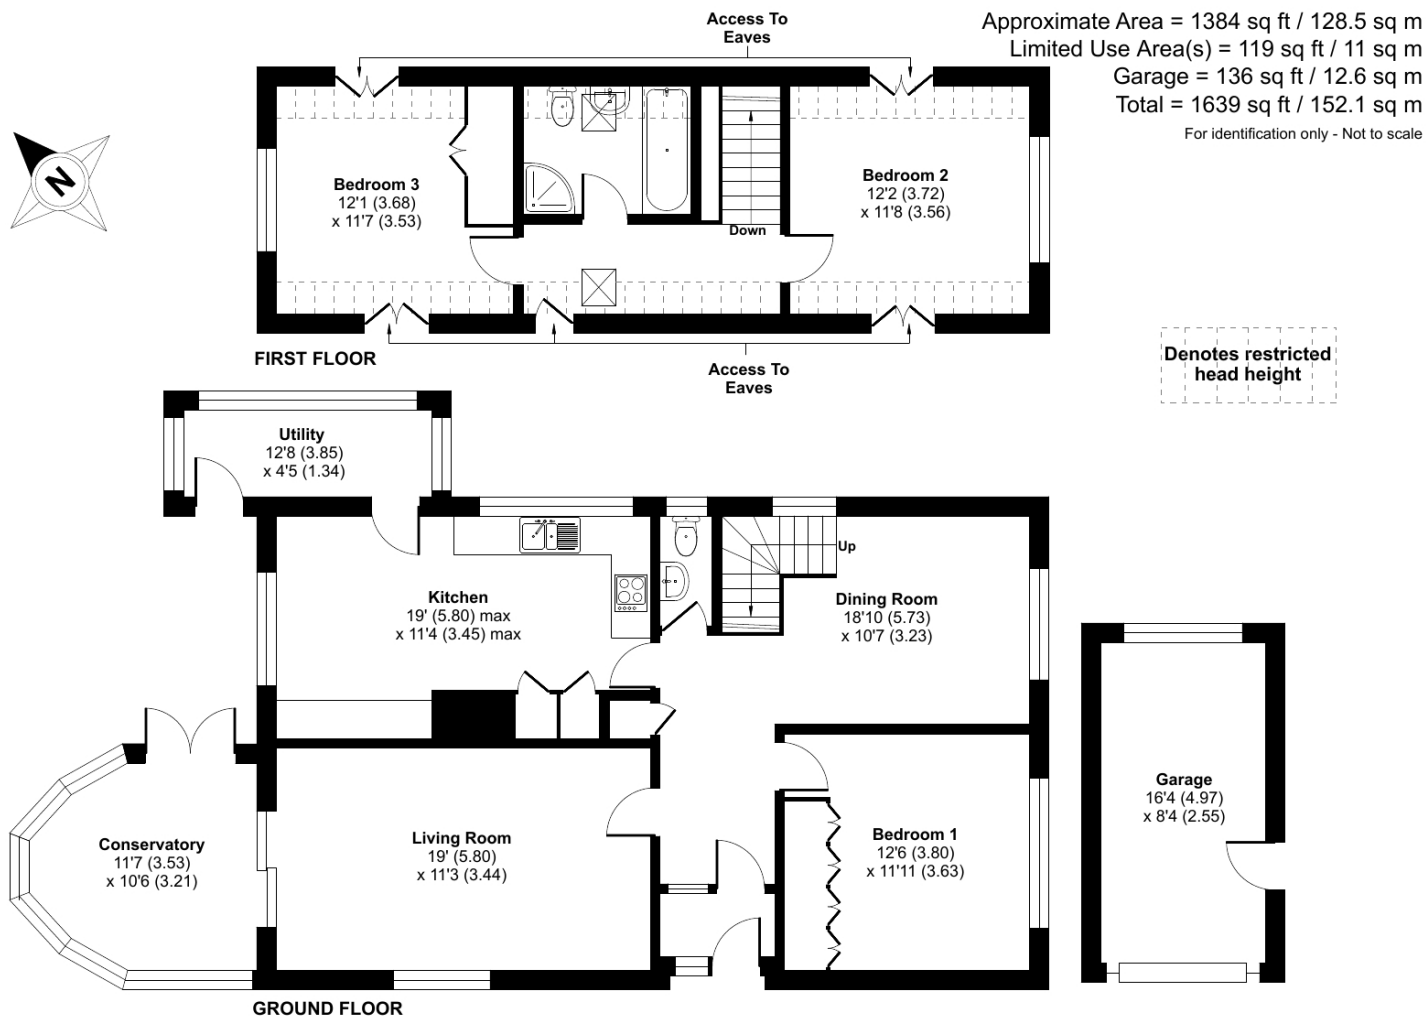 Approximate Area = 1384 sq ft / 128.5 sq m
Limited Use Area(s) = 119 sq ft / 11 sq m
Garage = 136 sq ft / 12.6 sq m
Total = 1639 sq ft / 152.1 sq m
For identification only - Not to scale
Access To
Eaves
N
Bedroom 3
12'1 (3.68)
x 11'7 (3.53)
Down
Bedroom 2
12'2 (3.72)
x 11'8 (3.56)
FIRST FLOOR
Access To
Eaves
Denotes restricted
head height
Utility
12'8 (3.85)
x 4'5 (1.34)
Kitchen
19' (5.80) max
x 11'4 (3.45) max
Up
Dining Room
18'10 (5.73)
x 10'7 (3.23)
Conservatory
11'7 (3.53)
x 10'6 (3.21)
Living Room
19' (5.80)
x 11'3 (3.44)
Bedroom 1
12'6 (3.80)
x 11'11 (3.63)
Garage
16'4 (4.97)
x 8'4 (2.55)
GROUND FLOOR